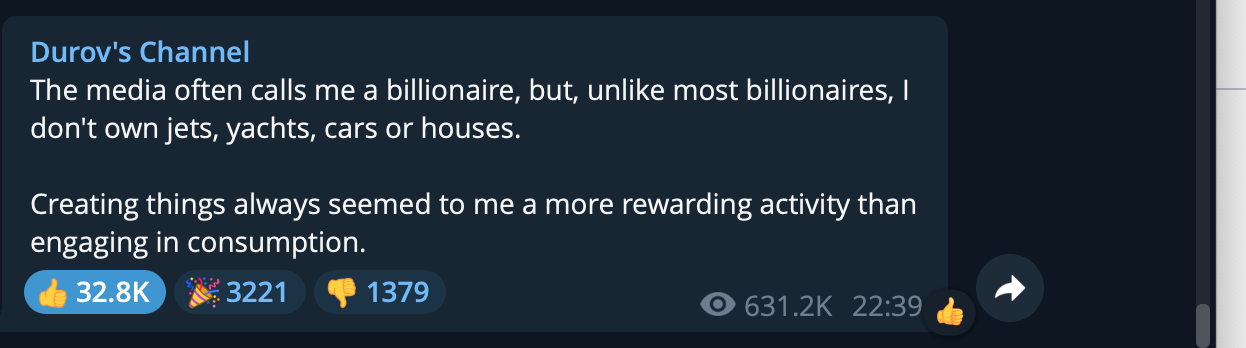 Durov's Channel
The media often calls me a billionaire, but, unlike most billionaires, I
don't own jets, yachts, cars or houses.
Creating things always seemed to me a more rewarding activity than
engaging in consumption.
👍 32.8K 🎉 3221 👎 1379
631.2K 22:39 👍